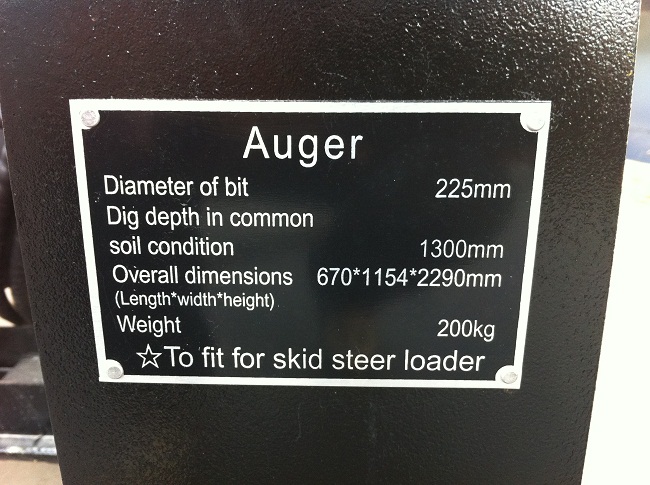 Auger
Diameter of bit 225mm
Dig depth in common
soil condition 1300mm
Overall dimensions 670*1154*2290mm
(Length*width*height)
Weight 200kg
☆To fit for skid steer loader